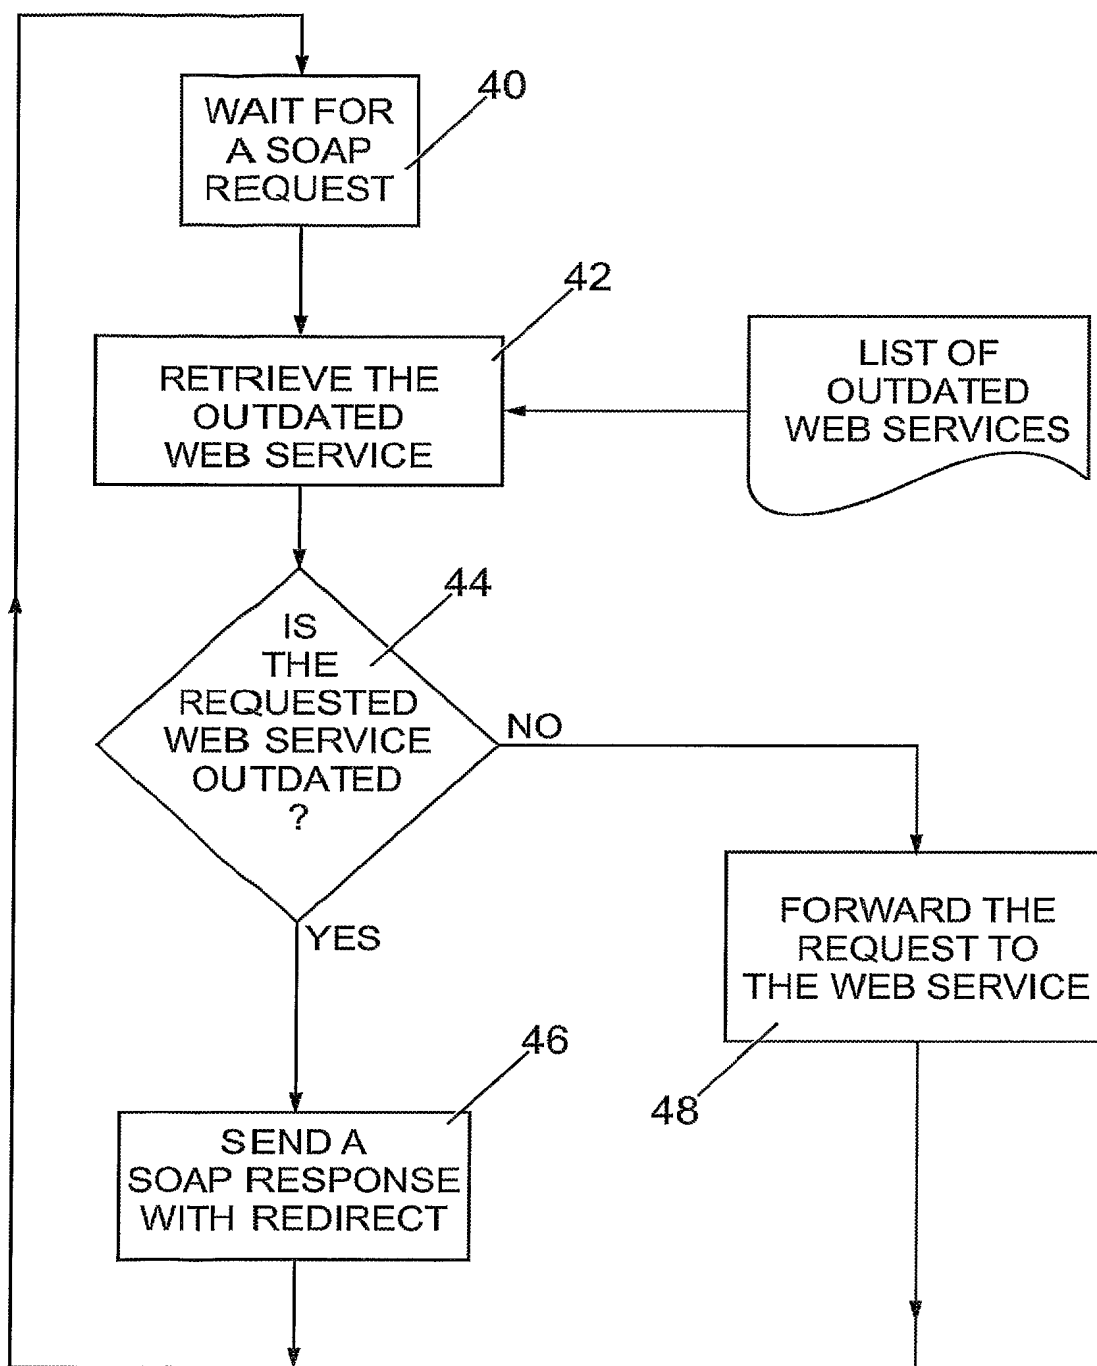 WAIT FOR
A SOAP
REQUEST
40
42
RETRIEVE THE
OUTDATED
WEB SERVICE
LIST OF
OUTDATED
WEB SERVICES
44
IS
THE
REQUESTED
WEB SERVICE
OUTDATED
?
NO
YES
FORWARD THE
REQUEST TO
THE WEB SERVICE
48
46
SEND A
SOAP RESPONSE
WITH REDIRECT